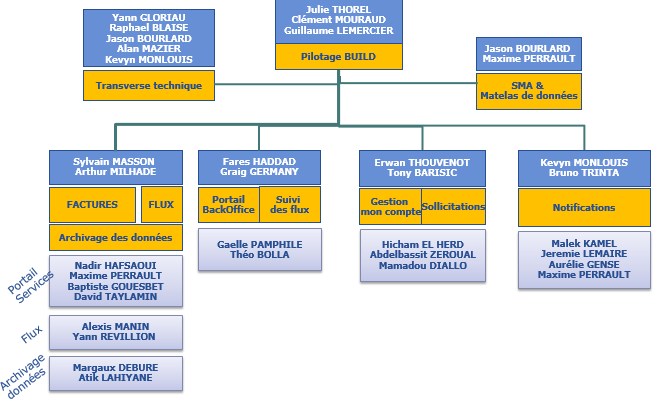 Julie THOREL
Clément MOURAUD
Guillaume LEMERCIER
Pilotage BUILD
Yann GLORIAU
Raphael BLAISE
Jason BOURLARD
Alan MAZIER
Kevyn MONLOUIS
Transverse technique
Jason BOURLARD
Maxime PERRAULT
SMA &
Matelas de données
Sylvain MASSON
Arthur MILHADE
FACTURES
FLUX
Archivage des données
Portail
Services
Nadir HAFSAOUI
Maxime PERRAULT
Baptiste GOUESBET
David TAYLAMIN
Flux
Alexis MANIN
Yann REVILLION
Archivage
données
Margaux DEBURE
Atik LAHIYANE
Fares HADDAD
Graig GERMANY
Portail
BackOffice
Suivi
des flux
Gaelle PAMPHILE
Théo BOLLA
Erwan THOUVENOT
Tony BARISIC
Gestion
mon compte
Sollicitations
Hicham EL HERD
Abdelbassit ZEROUAL
Mamadou DIALLO
Kevyn MONLOUIS
Bruno TRINTA
Notifications
Malek KAMEL
Jeremie LEMAIRE
Aurélie GENSE
Maxime PERRAULT